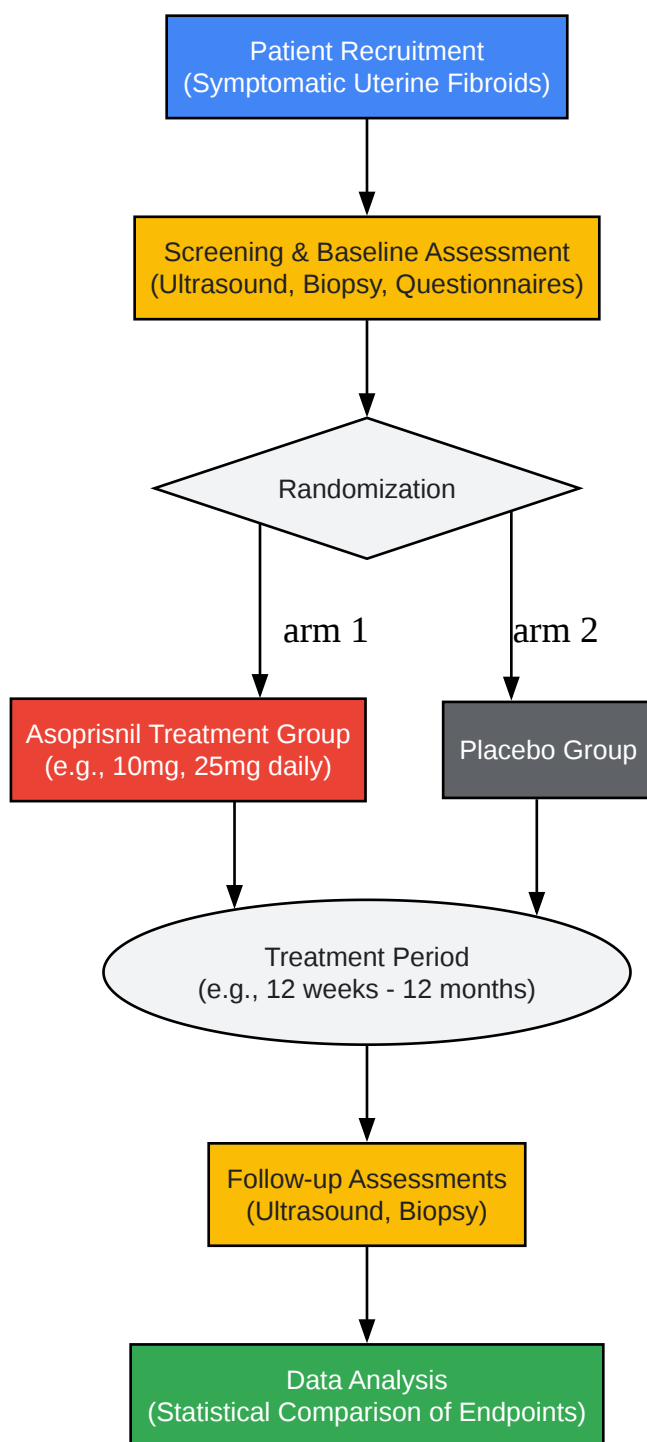 Patient Recruitment
(Symptomatic Uterine Fibroids)
Screening & Baseline Assessment
(Ultrasound, Biopsy, Questionnaires)
Randomization
arm 1
arm 2
Asoprisnil Treatment Group
(e.g., 10mg, 25mg daily)
Placebo Group
Treatment Period
(e.g., 12 weeks - 12 months)
Follow-up Assessments
(Ultrasound, Biopsy)
Data Analysis
(Statistical Comparison of Endpoints)